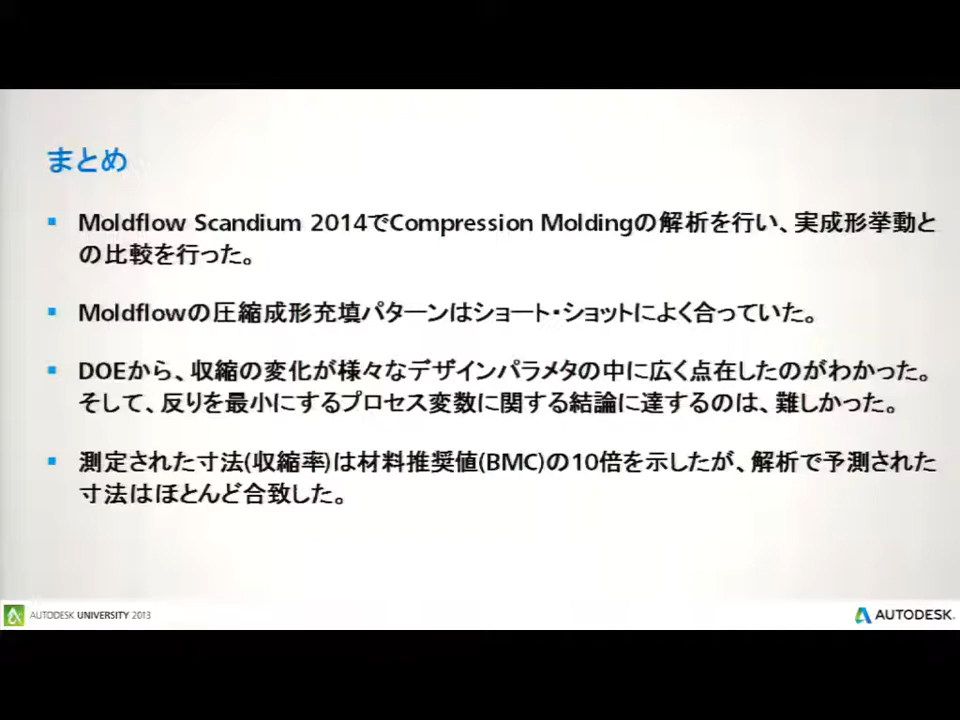 まとめ
Moldflow Scandium 2014でCompression Moldingの解析を行い、実成形挙動と
の比較を行った。
Moldflowの圧縮成形充填パターンはショート・ショットによく合っていた。
DOEから、収縮の変化が様々なデザインパラメタの中に広く点在したのがわかった。
そして、反りを最小にするプロセス変数に関する結論に達するのは、難しかった。
測定された寸法(収縮率)は材料推奨値(BMC)の10倍を示したが、解析で予測された
寸法はほとんど合致した。
AUTODESK UNIVERSITY 2013
AUTODESK.